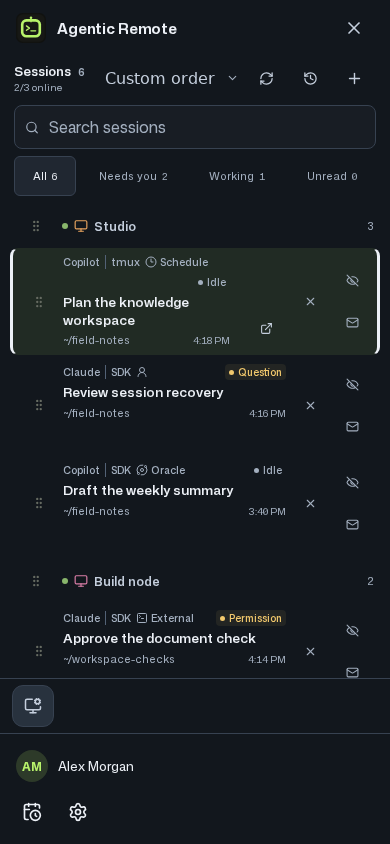 Agentic Remote
Sessions 6
2/3 online
Custom order
Search sessions
All 6
Needs you 2
Working 1
Unread 0
Studio
3
Copilot | tmux Schedule
Idle
Plan the knowledge
workspace
~/field-notes
4:18 PM
Claude | SDK
Question
Review session recovery
~/field-notes
4:16 PM
Copilot | SDK Oracle
Idle
Draft the weekly summary
~/field-notes
3:40 PM
Build node
2
Claude | SDK External
Permission
Approve the document check
~/workspace-checks
4:14 PM
AM
Alex Morgan